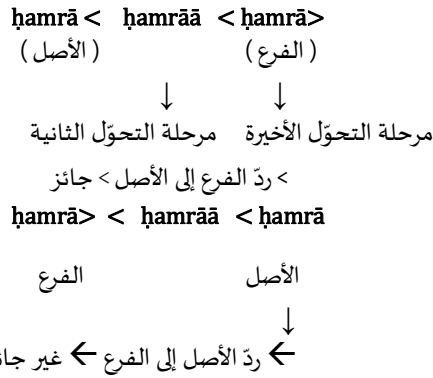 ḥamrā < ḥamrāā < ḥamrā>
( الفرع ) ( الأصل )
↓ ↓
مرحلة التحوّل الأخيرة مرحلة التحوّل الثانية
> ردّ الفرع إلى الأصل > جائز
ḥamrā> < ḥamrāā < ḥamrā
الأصل الفرع
↓
← ردّ الأصل إلى الفرع ← غير